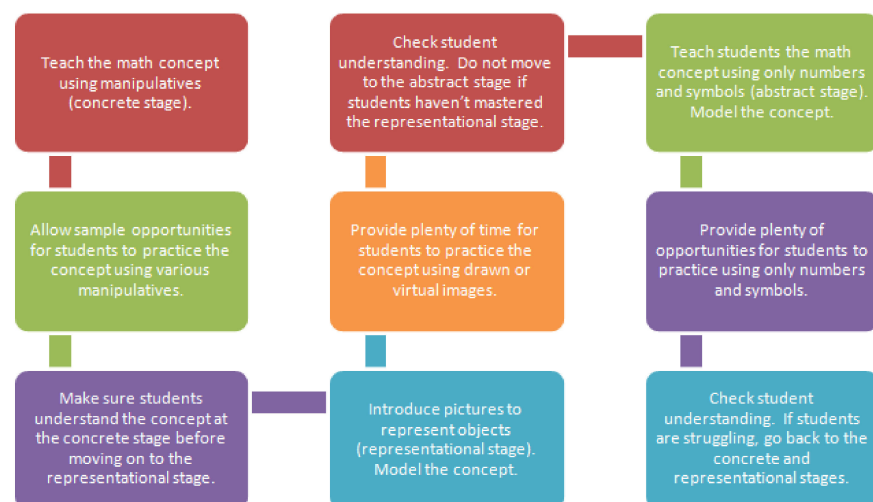 Teach the math concept
using manipulatives
(concrete stage).
Allow sample opportunities
for students to practice the
concept using various
manipulatives.
Make sure students
understand the concept at
the concrete stage before
moving on to the
representational stage.
Introduce pictures to
represent objects
(representational stage).
Model the concept.
Provide plenty of time for
students to practice the
concept using drawn or
virtual images.
Check student
understanding. Do not move
to the abstract stage if
students haven't mastered
the representational stage.
Teach students the math
concept using only numbers
and symbols (abstract stage).
Model the concept.
Provide plenty of
opportunities for students to
practice using only numbers
and symbols.
Check student
understanding. If students
are struggling, go back to the
concrete and
representational stages.